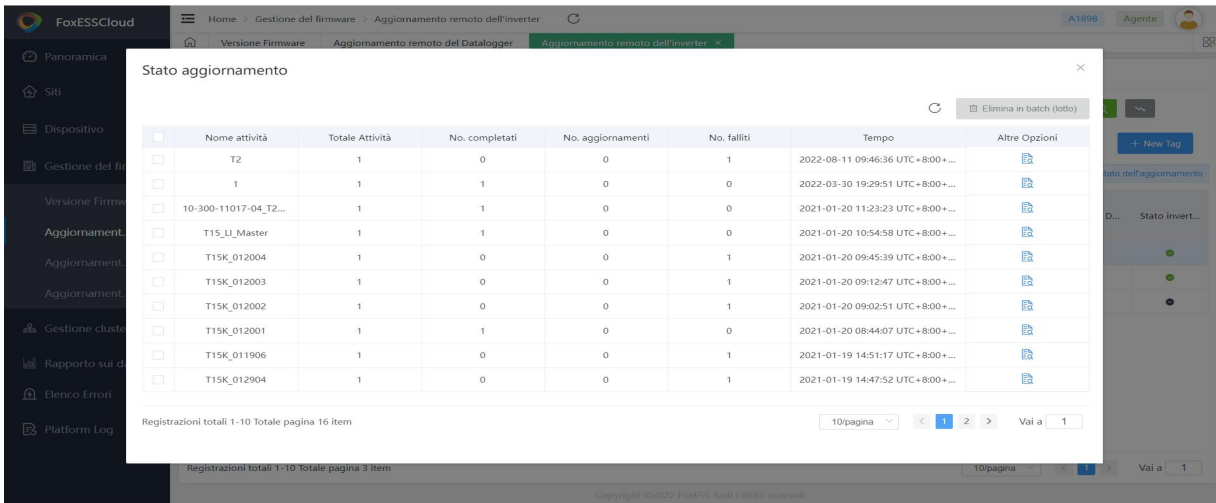 FoxESSCloud
Home > Gestione del firmware > Aggiornamento remoto dell'inverter
A1898
Agente
Versione Firmware
Aggiornamento remoto del Datalogger
Aggiornamento remoto dell'inverter ×
Panoramica
Siti
Dispositivo
Gestione del fir
Versione Firmw
Aggiornament.
Aggiornament.
Aggiornament.
Gestione cluste
Rapporto sui da
Elenco Errori
Platform Log
Stato aggiornamento
Elimina in batch (lotto)
Nome attività Totale Attività No. completati No. aggiornamenti No. falliti Tempo Altre Opzioni
T2 1 0 0 1 2022-08-11 09:46:36 UTC+8:00+...
1 1 1 0 0 2022-03-30 19:29:51 UTC+8:00+...
10-300-11017-04_T2... 1 1 0 0 2021-01-20 11:23:23 UTC+8:00+...
T15_LI_Master 1 1 0 0 2021-01-20 10:54:58 UTC+8:00+...
T15K_012004 1 0 0 1 2021-01-20 09:45:39 UTC+8:00+...
T15K_012003 1 0 0 1 2021-01-20 09:12:47 UTC+8:00+...
T15K_012002 1 0 0 1 2021-01-20 09:02:51 UTC+8:00+...
T15K_012001 1 1 0 0 2021-01-20 08:44:07 UTC+8:00+...
T15K_011906 1 0 0 1 2021-01-19 14:51:17 UTC+8:00+...
T15K_012904 1 0 0 1 2021-01-19 14:47:52 UTC+8:00+...
Registrazioni totali 1-10 Totale pagina 16 item
10/pagina < 1 2 > Vai a 1
+ New Tag
tato dell'aggiornamento
D... Stato invert...
Registrazioni totali 1-10 Totale pagina 3 item
10/pagina < 1 > Vai a 1
Copyright ©2022 FoxESS Tutti i diritti riservati